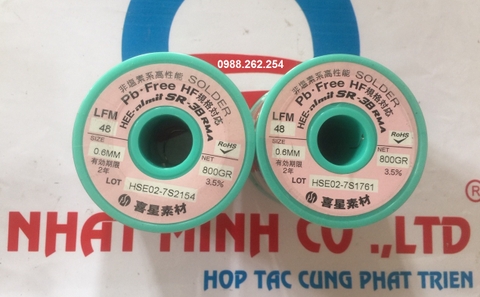 0988.262.254
非温素系高性能 SOLDER
Pb・Free HF規格対応
HEE-almit SR-38 RMA
LFM
48
RoHS
SIZE
0.6MM
NET
800GR
有効期限
2年
3.5%
LOT HSE02-7S2154
喜星素材
非温素系高性能 SOLDER
Pb・Free HF規格対応
HEE-almit SR-38 RMA
LFM
48
RoHS
SIZE
0.6MM
NET
800GR
有効期限
2年
3.5%
LOT HSE02-7S1761
喜星素材
NHAT MINH CO .,LTD
HOP TAC CUNG PHAT TRIEN